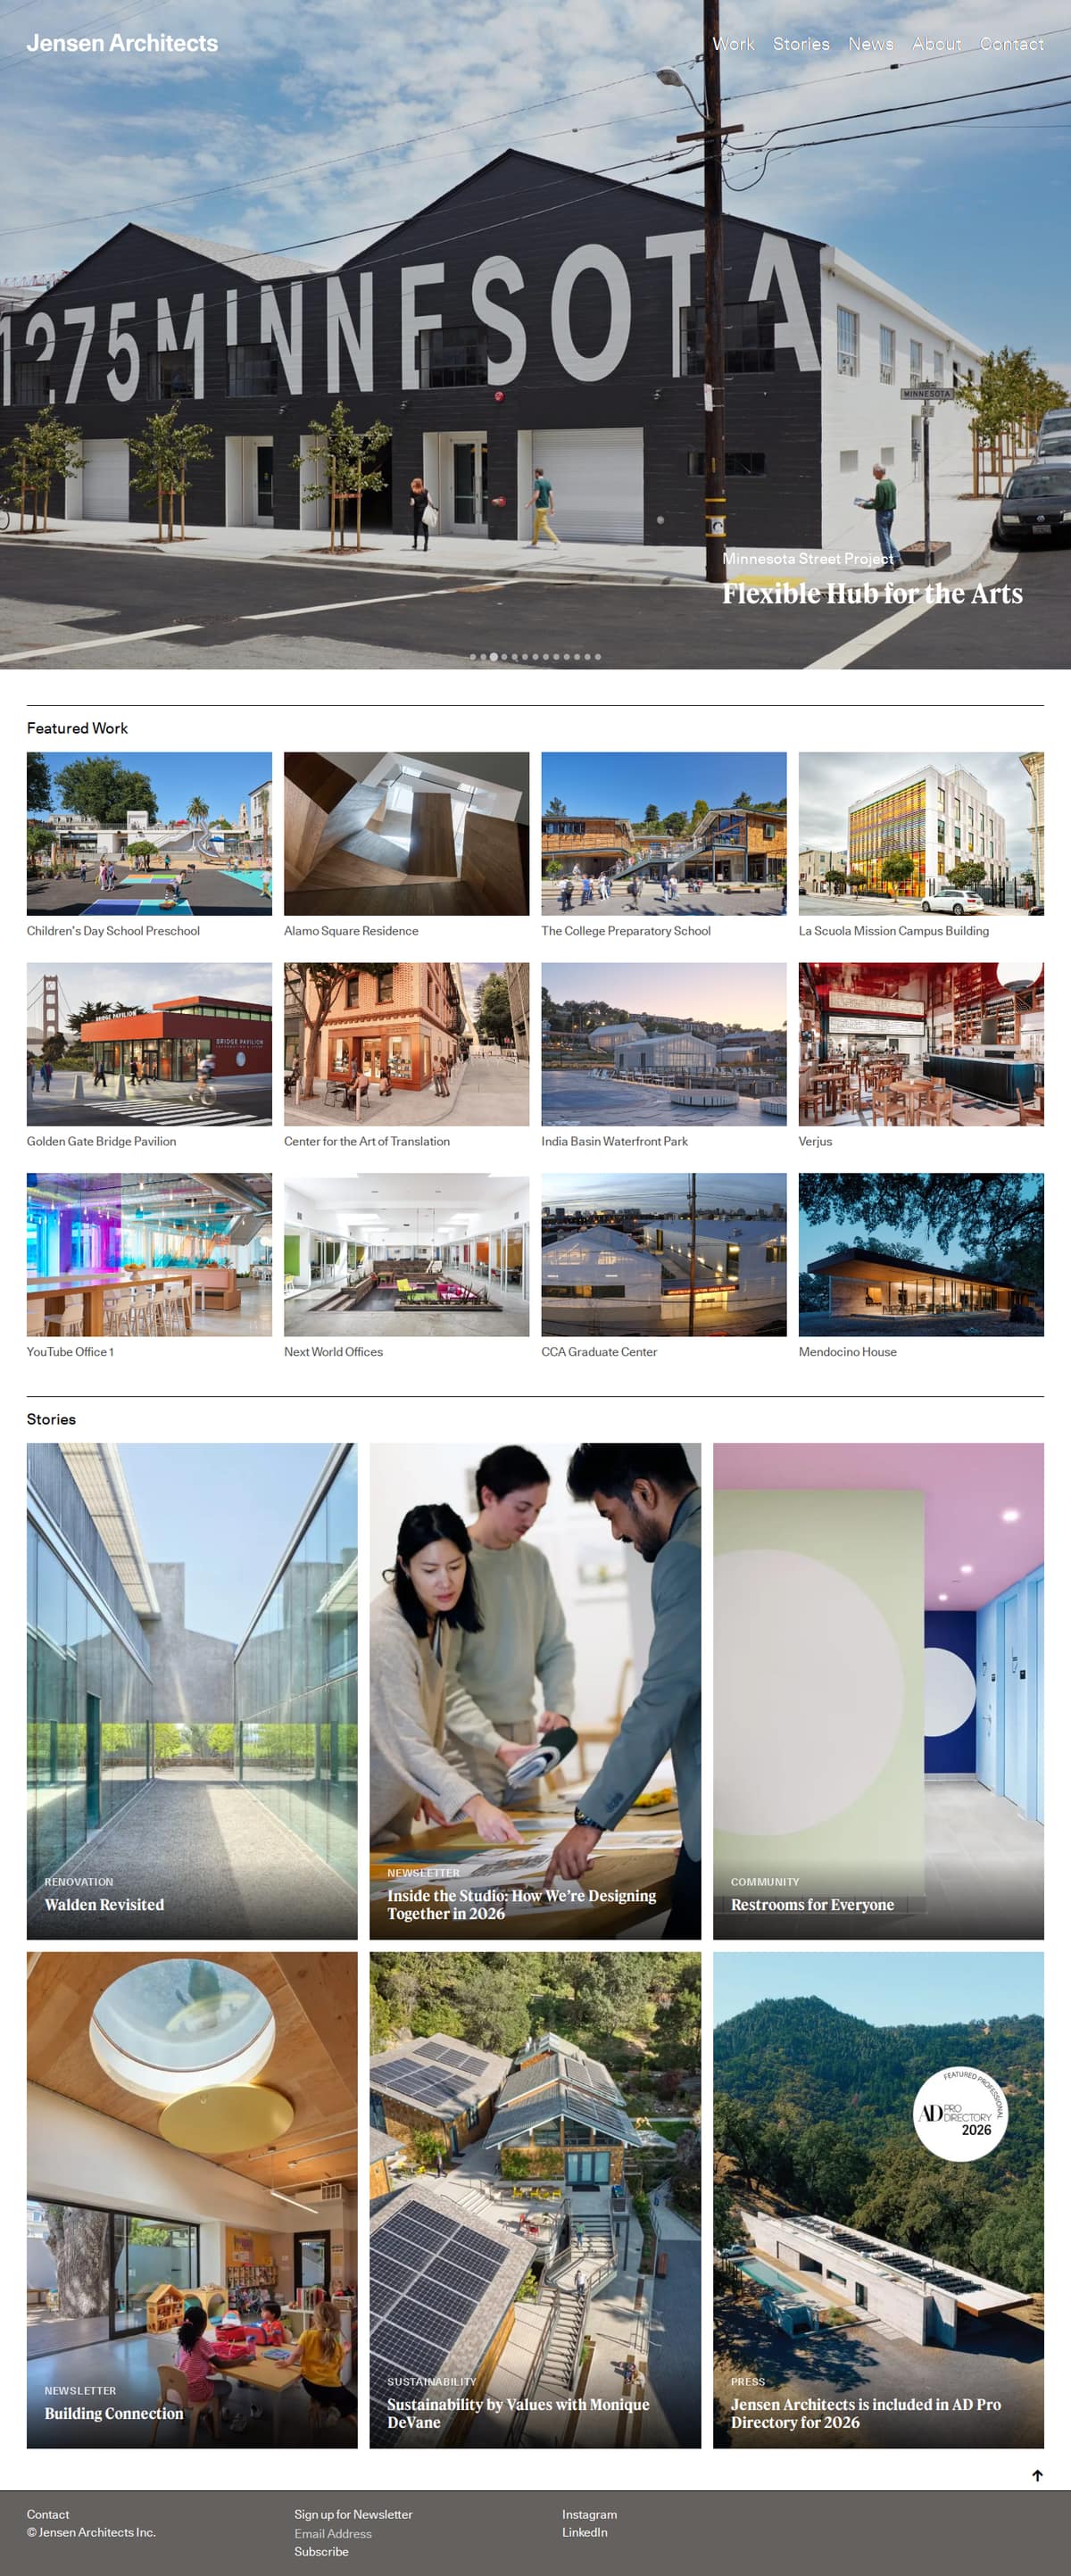 Jensen Architects
Work Stories News About Contact
1275 MINNESOTA
MINNESOTA
Minnesota Street Project
Flexible Hub for the Arts
Featured Work
Children's Day School Preschool
Alamo Square Residence
The College Preparatory School
La Scuola Mission Campus Building
BRIDGE PAVILION
BRIDGE PAVILION
Golden Gate Bridge Pavilion
Center for the Art of Translation
India Basin Waterfront Park
Verjus
YouTube Office 1
Next World Offices
CCA Graduate Center
Mendocino House
Stories
RENOVATION
Walden Revisited
NEWSLETTER
Inside the Studio: How We're Designing
Together in 2026
COMMUNITY
Restrooms for Everyone
NEWSLETTER
Building Connection
SUSTAINABILITY
Sustainability by Values with Monique
DeVane
FEATURED PROFESSIONAL
AD PRO
DIRECTORY
2026
PRESS
Jensen Architects is included in AD Pro
Directory for 2026
Contact
© Jensen Architects Inc.
Sign up for Newsletter
Email Address
Subscribe
Instagram
LinkedIn